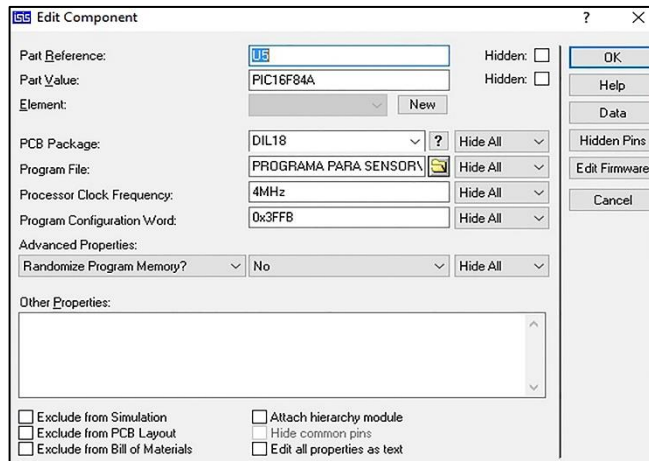 ISIS Edit Component ? X
Part Reference: U5 Hidden:
Part Value: PIC16F84A Hidden:
Element: New
PCB Package: DIL18 ? Hide All
Program File: PROGRAMA PARA SENSOR\ Hide All
Processor Clock Frequency: 4MHz Hide All
Program Configuration Word: 0x3FFB Hide All
Advanced Properties:
Randomize Program Memory? No Hide All
Other Properties:
Exclude from Simulation Attach hierarchy module
Exclude from PCB Layout Hide common pins
Exclude from Bill of Materials Edit all properties as text
OK
Help
Data
Hidden Pins
Edit Firmware
Cancel